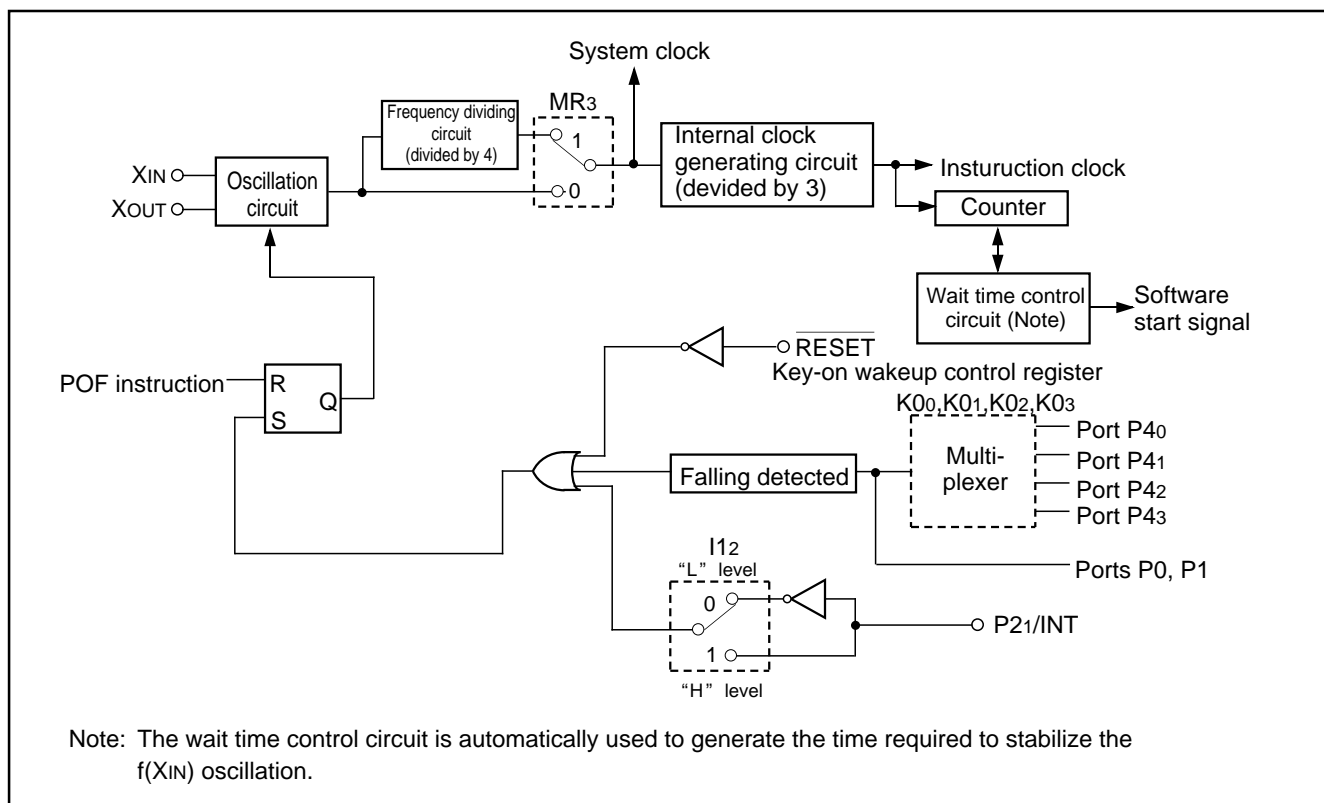 System clock
MR3
Frequency dividing
circuit
(divided by 4)
1
0
Internal clock
generating circuit
(devided by 3)
Insturuction clock
Counter
XIN
XOUT
Oscillation
circuit
Wait time control
circuit (Note)
Software
start signal
RESET
Key-on wakeup control register
K00,K01,K02,K03
POF instruction
R
S
Q
Falling detected
Multi-
plexer
Port P40
Port P41
Port P42
Port P43
Ports P0, P1
I12
“L” level
0
1
“H” level
P21/INT
Note: The wait time control circuit is automatically used to generate the time required to stabilize the
f(XIN) oscillation.